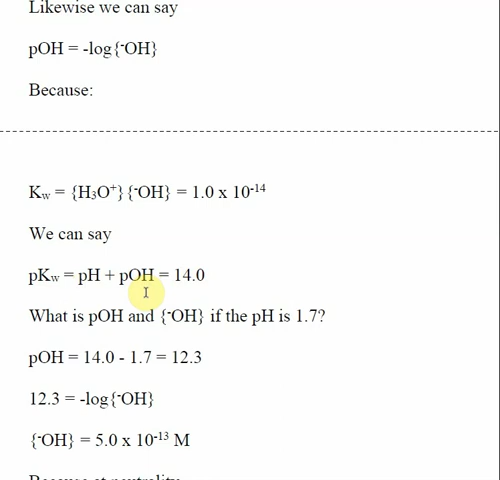 Likewise we can say
pOH = -log{⁻OH}
Because:
K_w = {H₃O⁺}{⁻OH} = 1.0 x 10⁻¹⁴
We can say
pK_w = pH + pOH = 14.0
What is pOH and {⁻OH} if the pH is 1.7?
pOH = 14.0 - 1.7 = 12.3
12.3 = -log{⁻OH}
{⁻OH} = 5.0 x 10⁻¹³ M